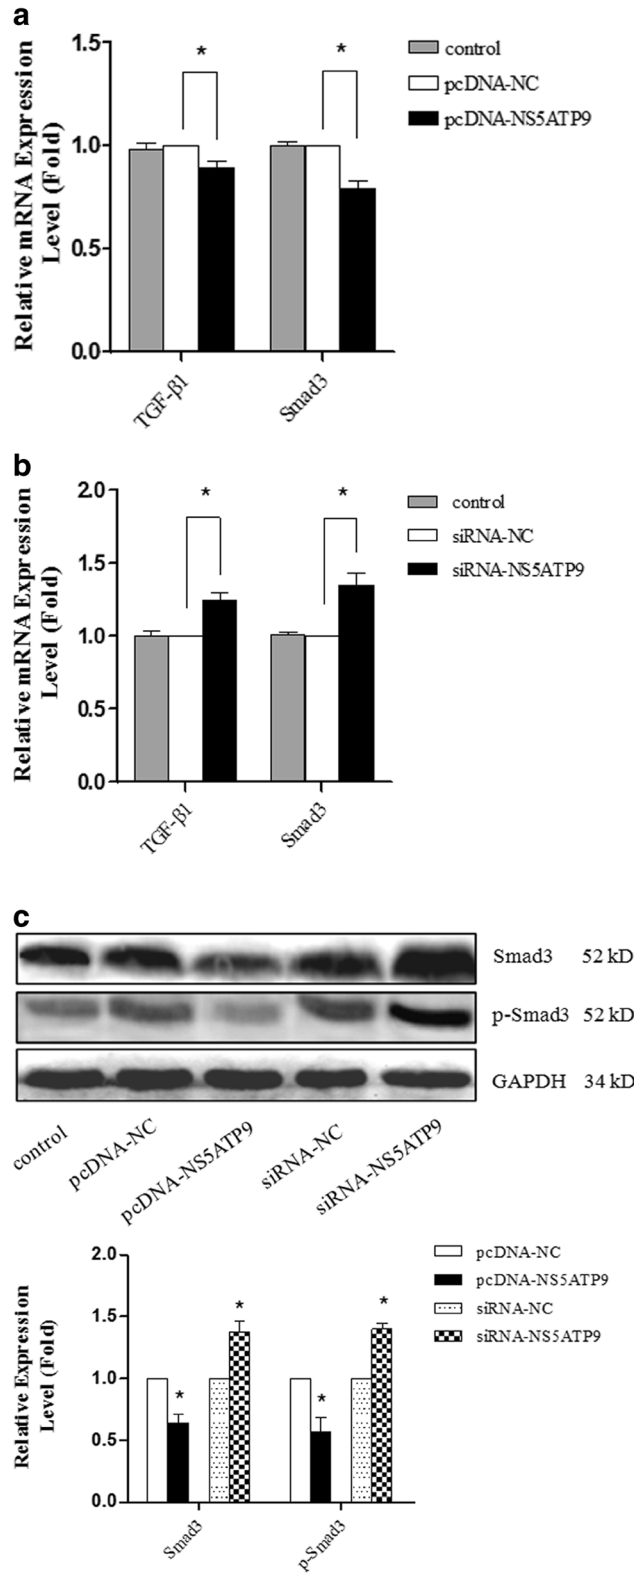 a
1.5
1.0
0.5
0.0
Relative mRNA Expression
Level (Fold)
*
*
control
pcDNA-NC
pcDNA-NS5ATP9
TGF-β1
Smad3
b
2.0
1.5
1.0
0.5
0.0
Relative mRNA Expression
Level (Fold)
*
*
control
siRNA-NC
siRNA-NS5ATP9
TGF-β1
Smad3
c
Smad3 52 kD
p-Smad3 52 kD
GAPDH 34 kD
control
pcDNA-NC
pcDNA-NS5ATP9
siRNA-NC
siRNA-NS5ATP9
2.0
1.5
1.0
0.5
0.0
Relative Expression
Level (Fold)
*
*
*
*
pcDNA-NC
pcDNA-NS5ATP9
siRNA-NC
siRNA-NS5ATP9
Smad3
p-Smad3